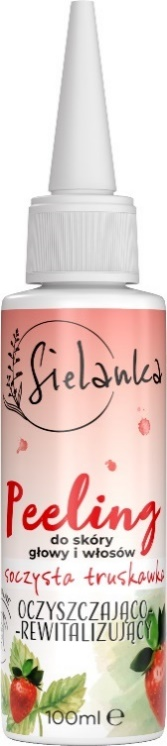 Sielanka
Peeling
do skóry
głowy i włosów
soczysta truskawka
OCZYSZCZAJĄCO-
-REWITALIZUJĄCY
100ml e